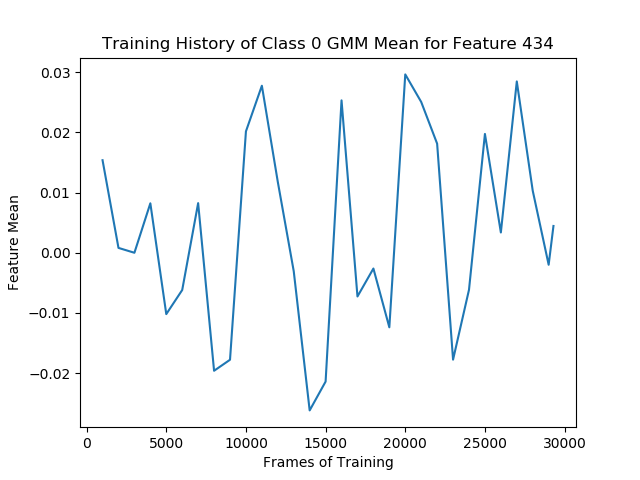 Training History of Class 0 GMM Mean for Feature 434
0.03
0.02
0.01
0.00
−0.01
−0.02
Feature Mean
0 5000 10000 15000 20000 25000 30000
Frames of Training